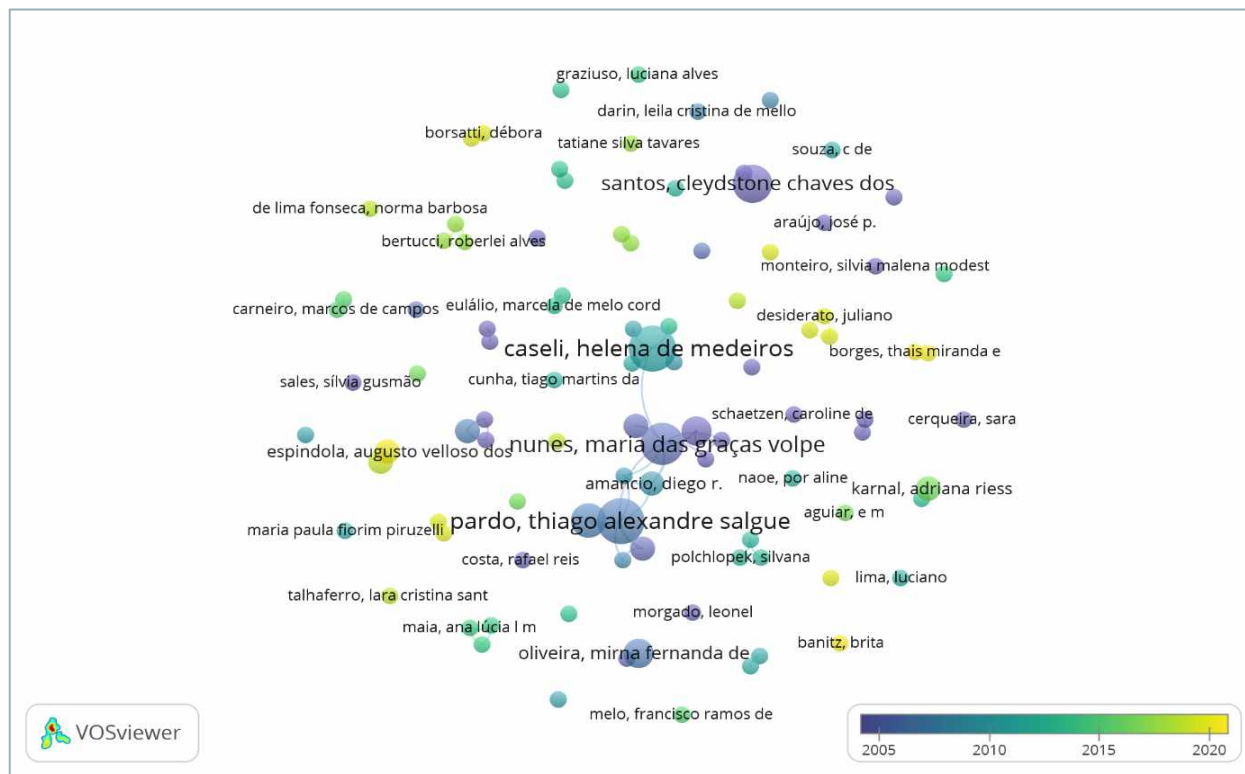 graziuso, luciana alves
darin, leila cristina de mello
borsatti, débora
tatiane silva tavares
souza, c de
santos, cleydstone chaves dos
de lima fonseca, norma barbosa
araújo, josé p.
bertucci, roberlei alves
monteiro, silvia malena modest
carneiro, marcos de campos
eulálio, marcela de melo cord
desiderato, juliano
caseli, helena de medeiros
borges, thais miranda e
sales, sílvia gusmão
cunha, tiago martins da
schaetzen, caroline de
cerqueira, sara
nunes, maria das graças volpe
espindola, augusto velloso dos
amancio, diego r.
naoe, por aline
karnal, adriana riess
aguiar, e m
pardo, thiago alexandre salgue
maria paula fiorim piruzelli
costa, rafael reis
polchlopek, silvana
lima, luciano
talhaferro, lara cristina sant
morgado, leonel
maia, ana lúcia l m
banitz, brita
oliveira, mirna fernanda de
melo, francisco ramos de
VOSviewer
2005 2010 2015 2020